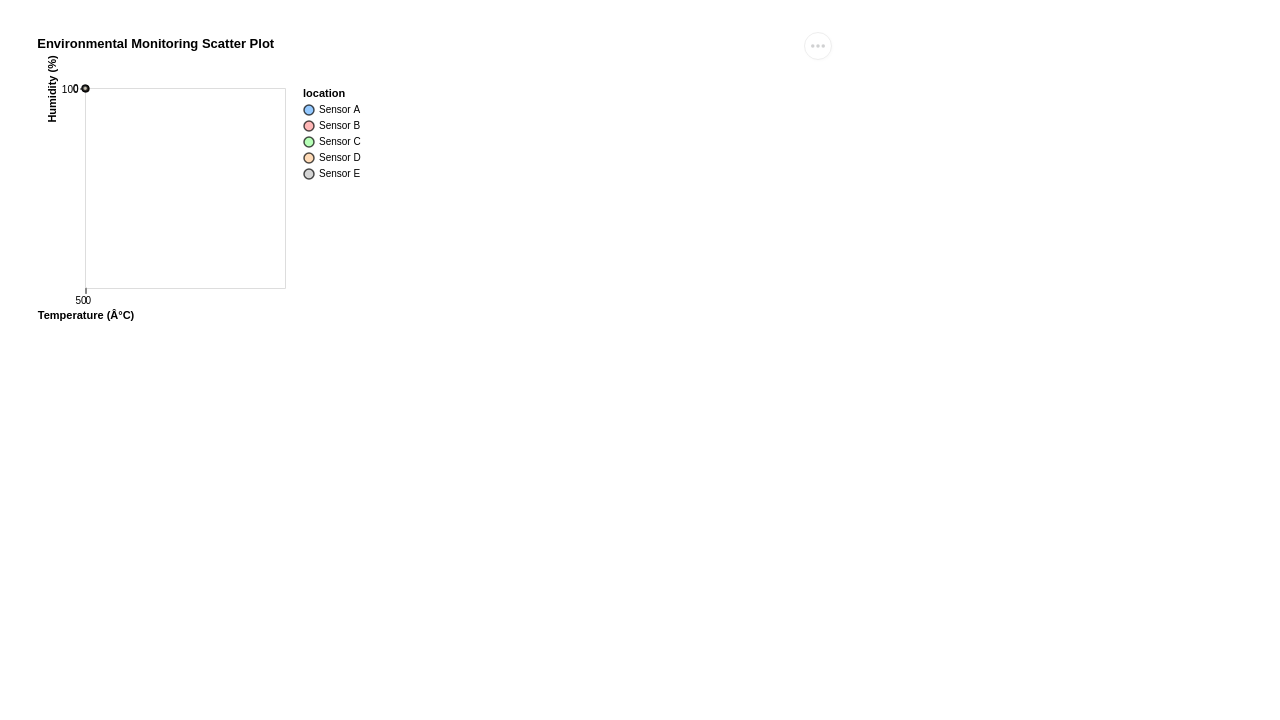 Environmental Monitoring Scatter Plot
Humidity (%)
location
Sensor A
Sensor B
Sensor C
Sensor D
Sensor E
Temperature (Â°C)